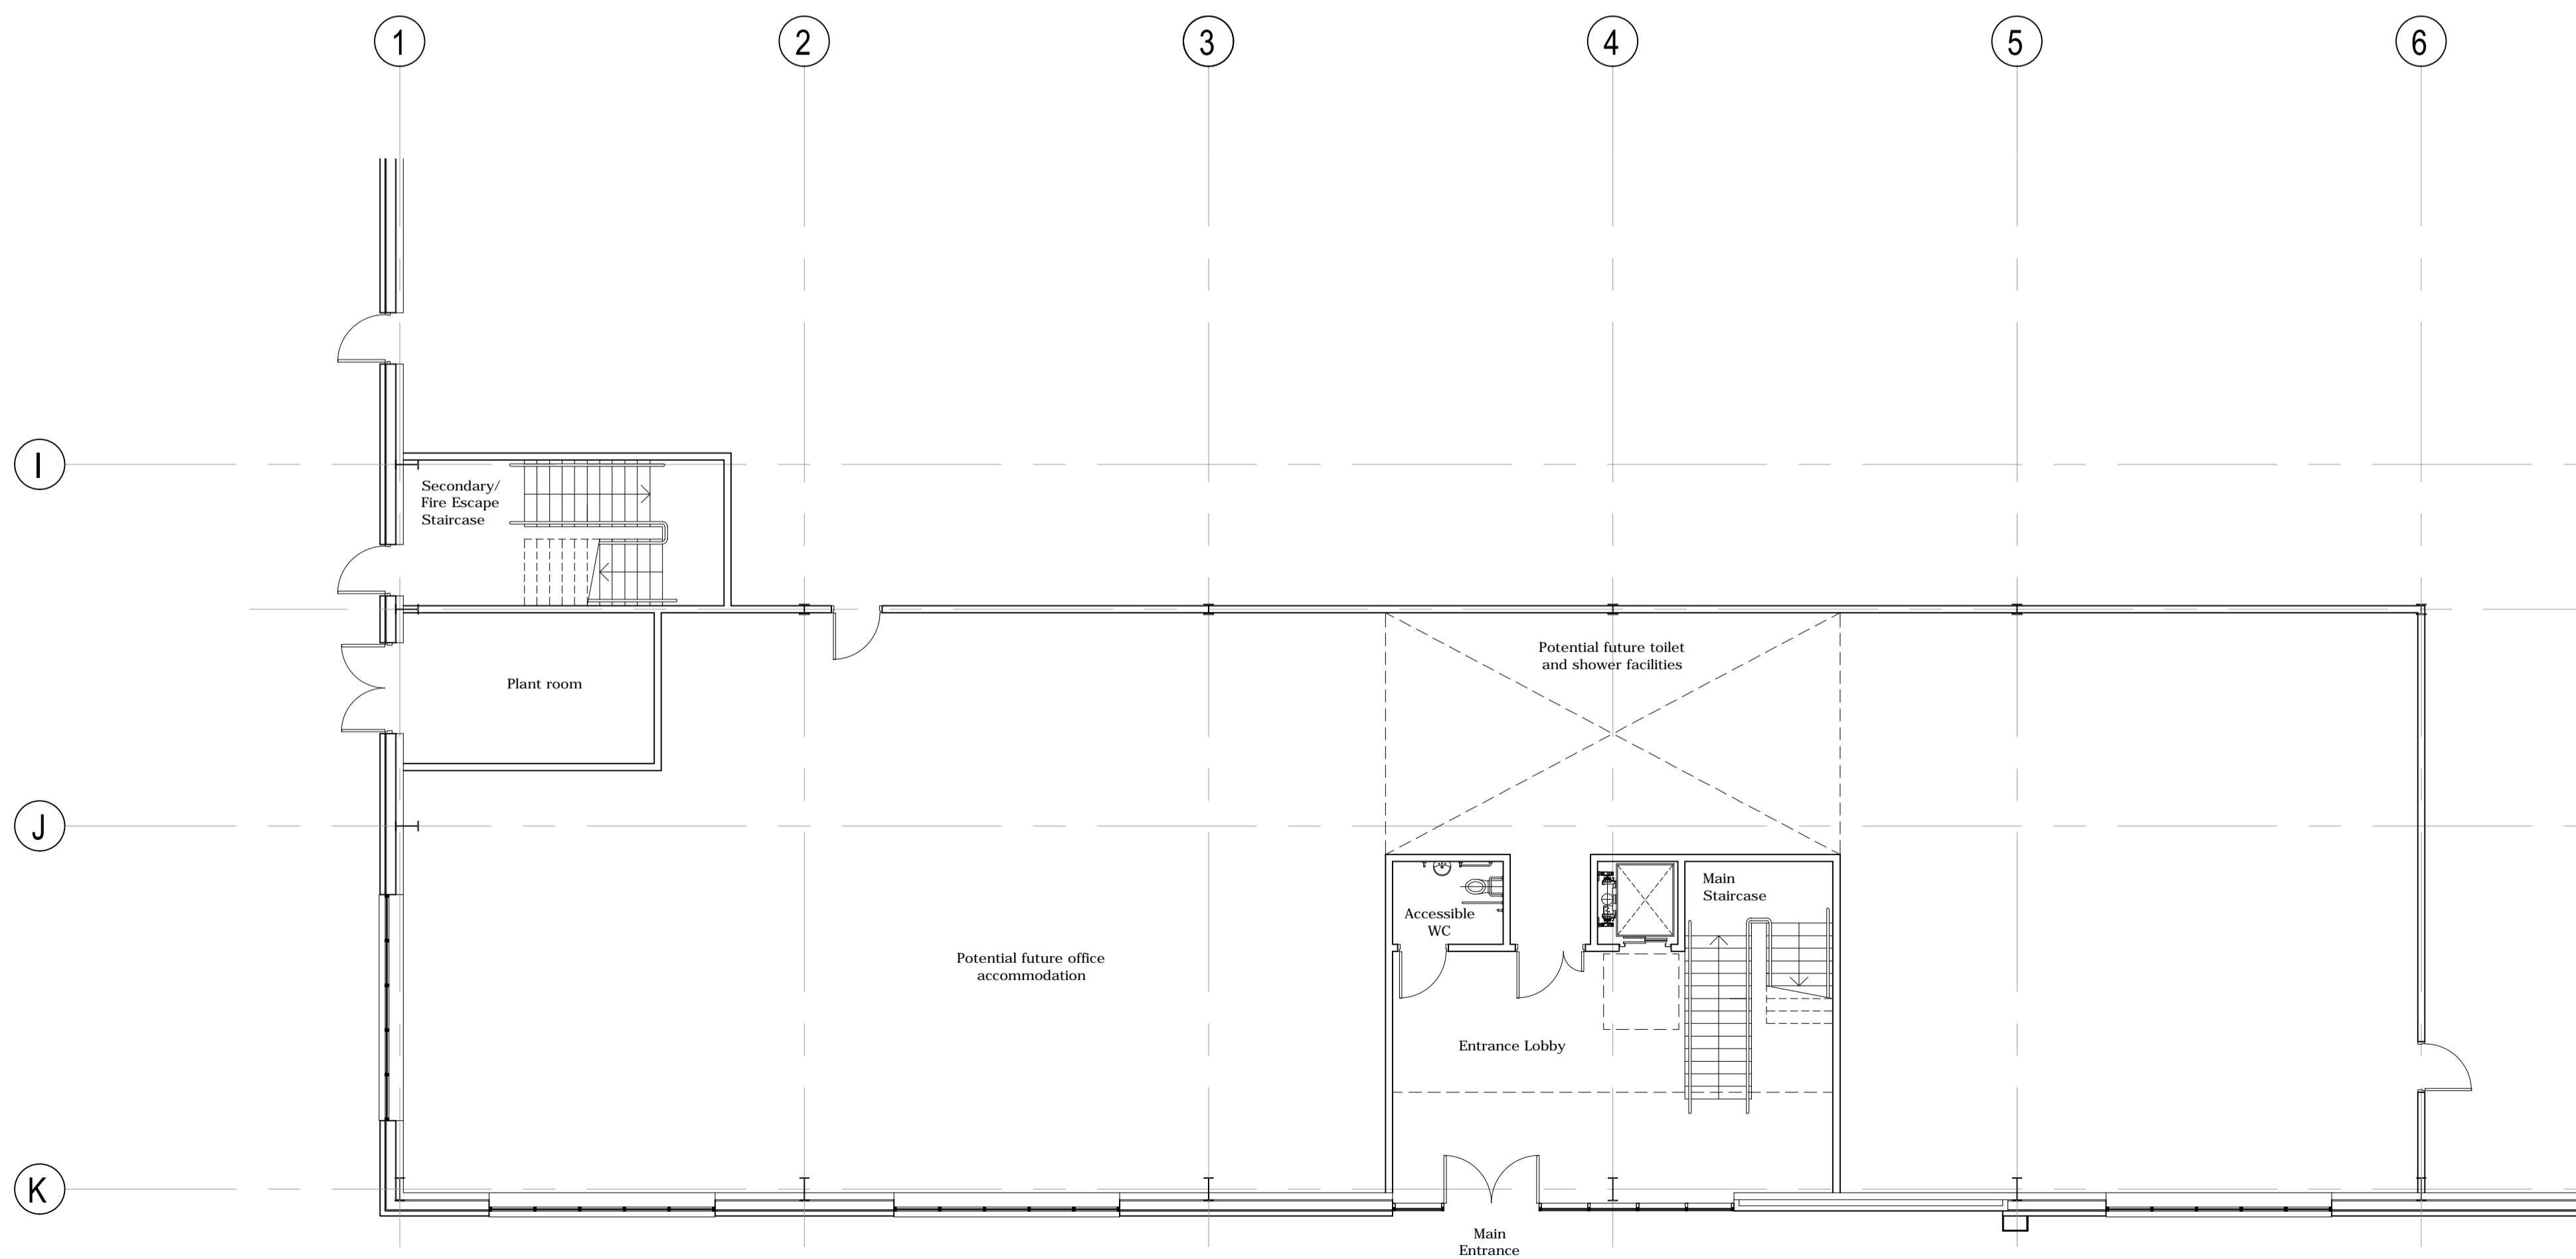 1
2
3
4
5
6
I
Secondary/
Fire Escape
Staircase
Potential future toilet
and shower facilities
Plant room
J
Main
Staircase
Accessible
WC
Potential future office
accommodation
Entrance Lobby
K
Main
Entrance